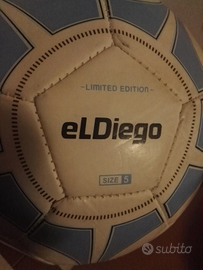 -LIMITED EDITION-
eLDiego
SIZE 5
subito